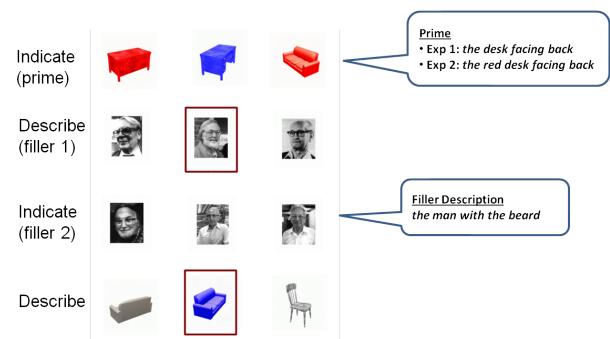 Indicate
(prime)
Prime
• Exp 1: the desk facing back
• Exp 2: the red desk facing back
Describe
(filler 1)
Indicate
(filler 2)
Filler Description
the man with the beard
Describe